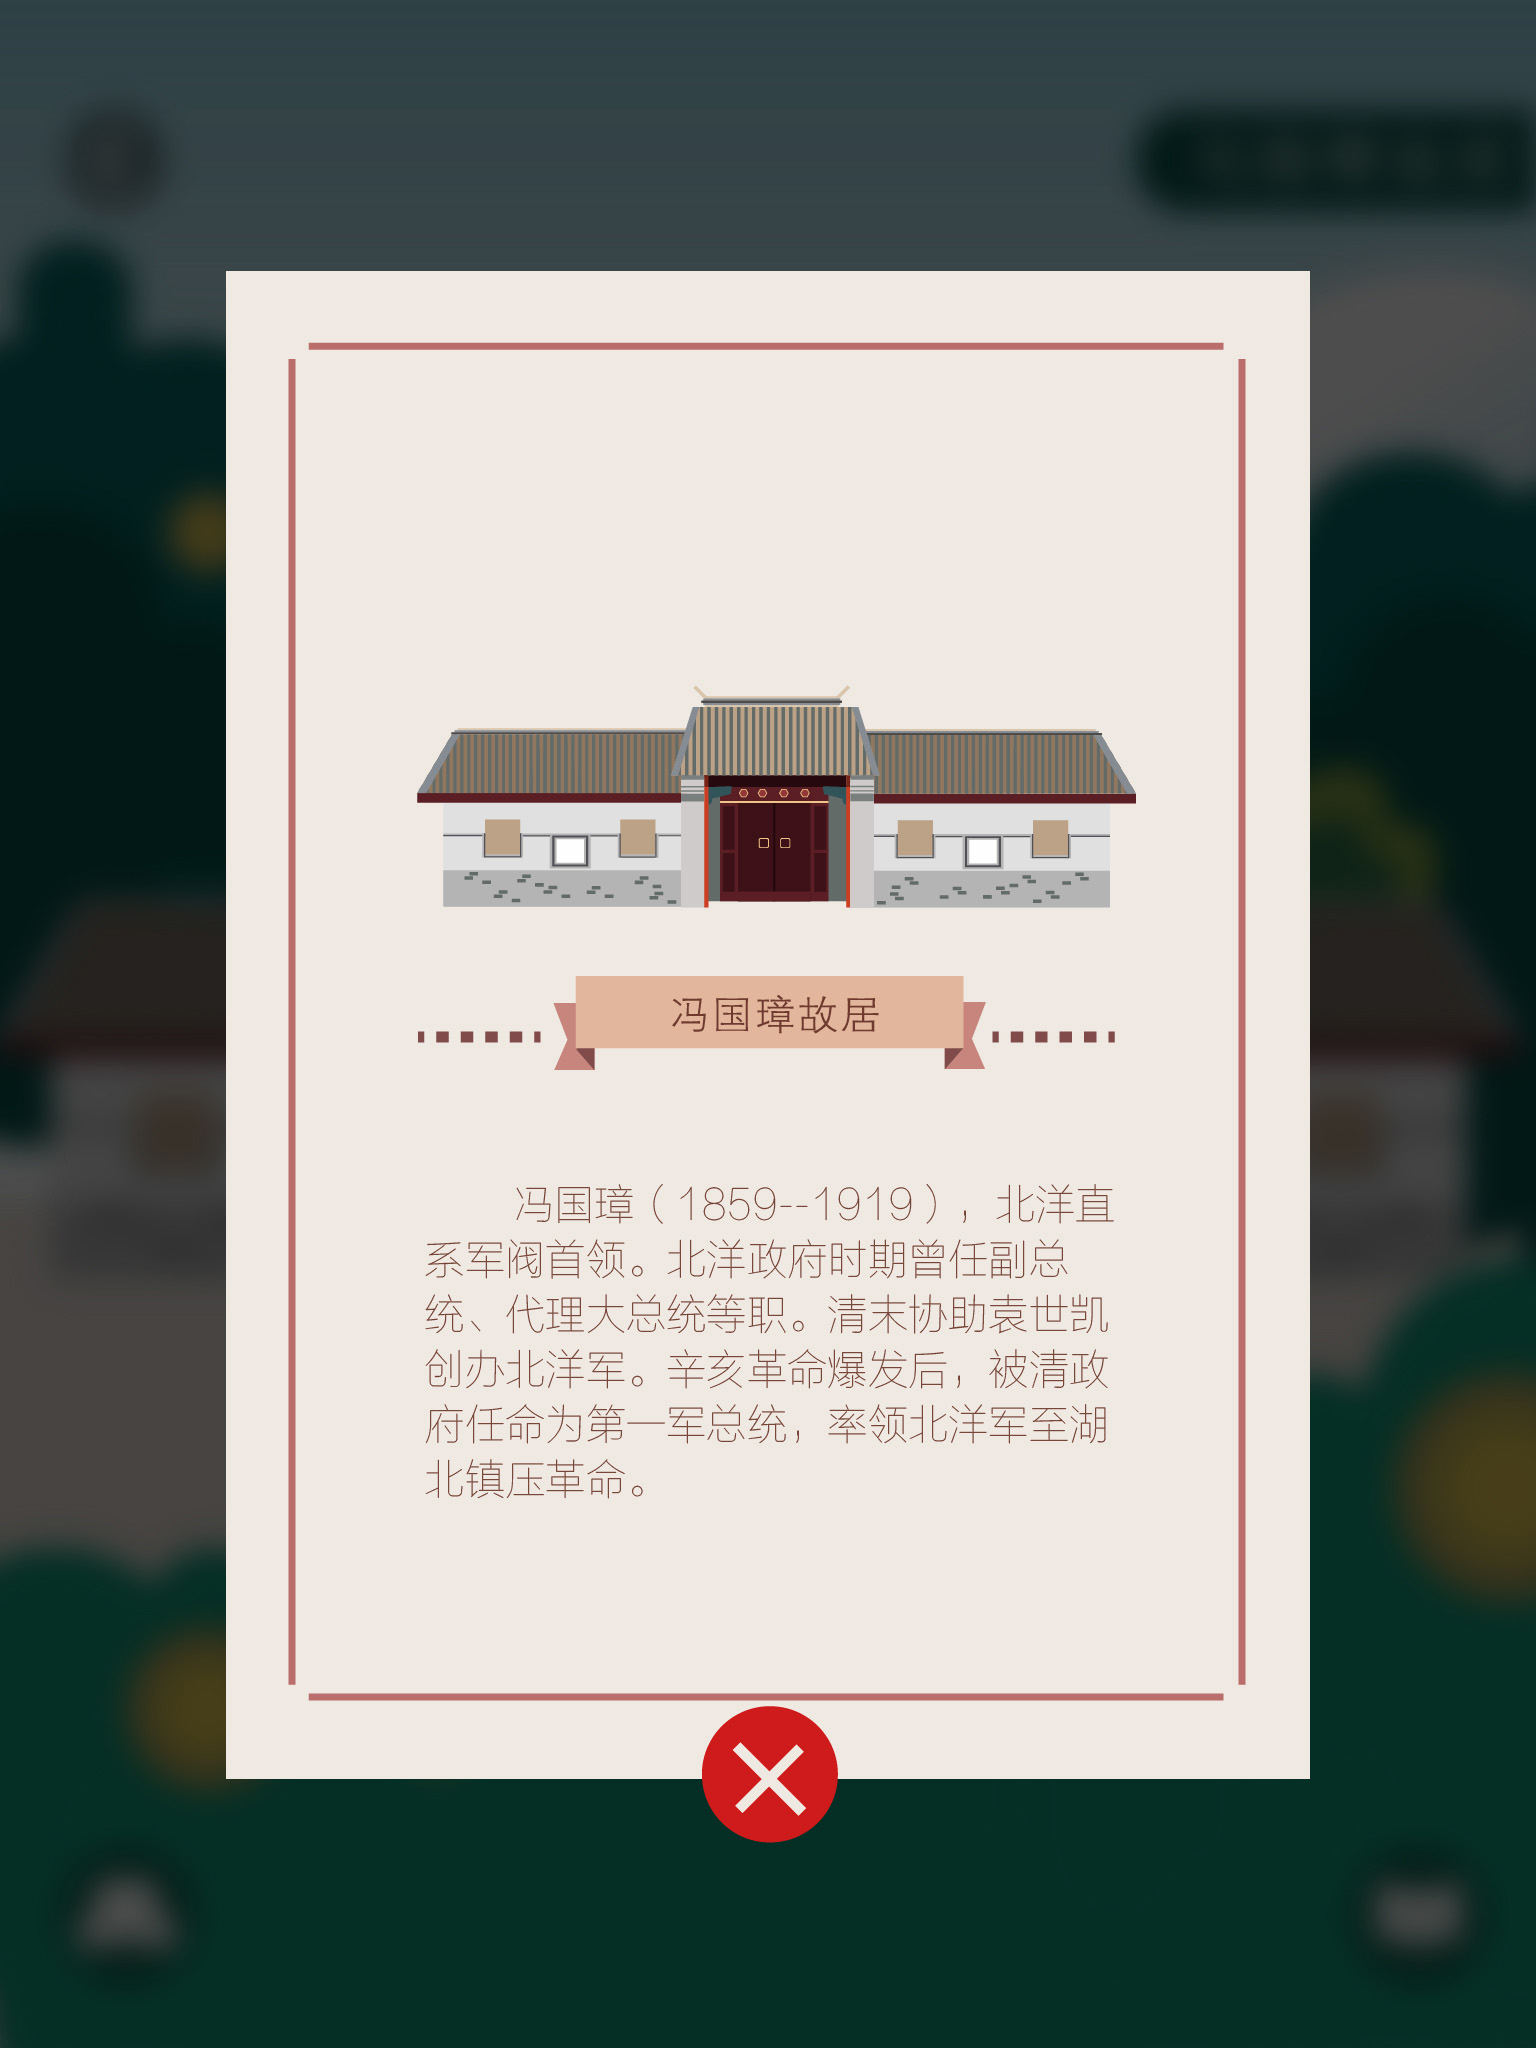 冯国璋故居
冯国璋（1859--1919），北洋直
系军阀首领。北洋政府时期曾任副总
统、代理大总统等职。清末协助袁世凯
创办北洋军。辛亥革命爆发后，被清政
府任命为第一军总统，率领北洋军至湖
北镇压革命。